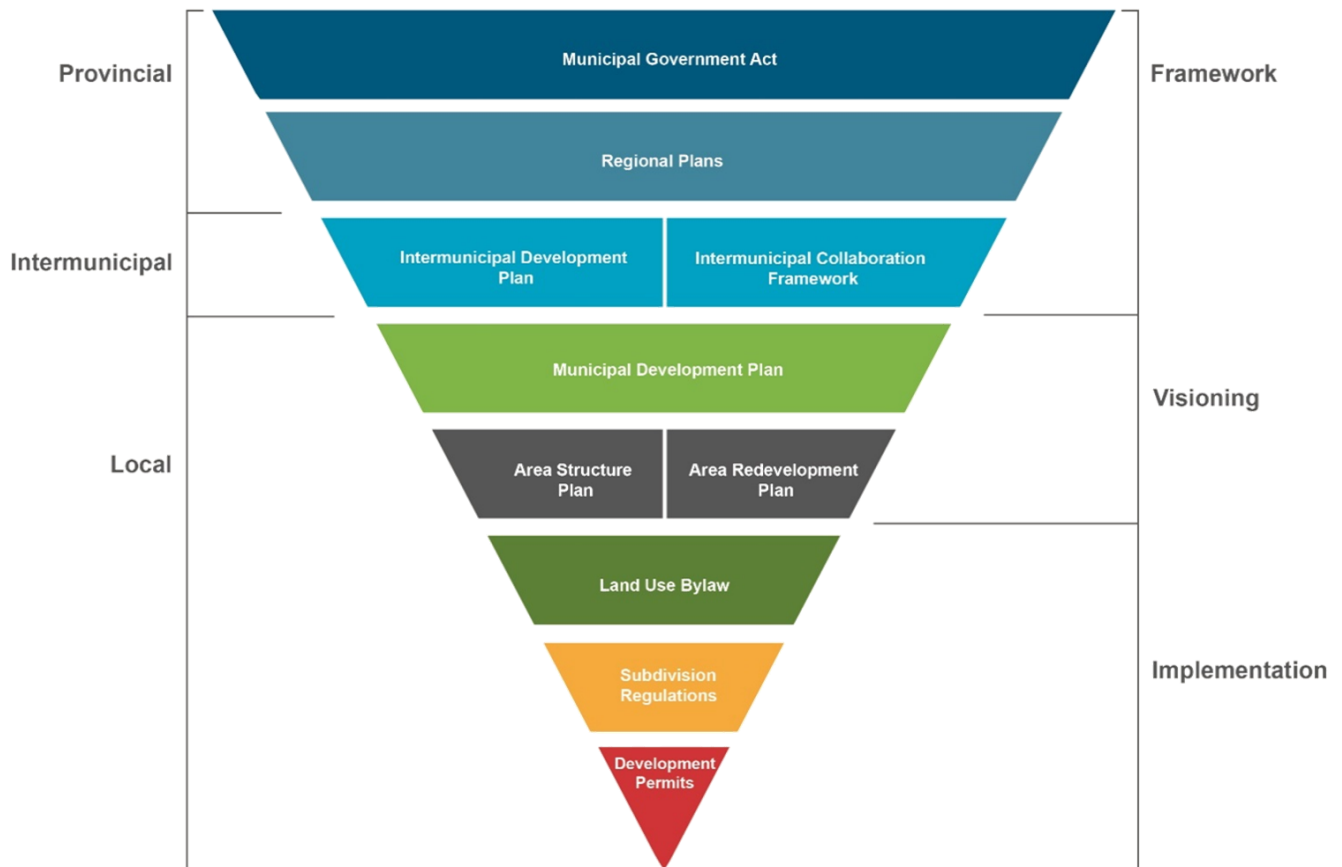 Provincial
Municipal Government Act
Framework
Regional Plans
Intermunicipal
Intermunicipal Development
Plan
Intermunicipal Collaboration
Framework
Municipal Development Plan
Visioning
Local
Area Structure
Plan
Area Redevelopment
Plan
Land Use Bylaw
Subdivision
Regulations
Implementation
Development
Permits